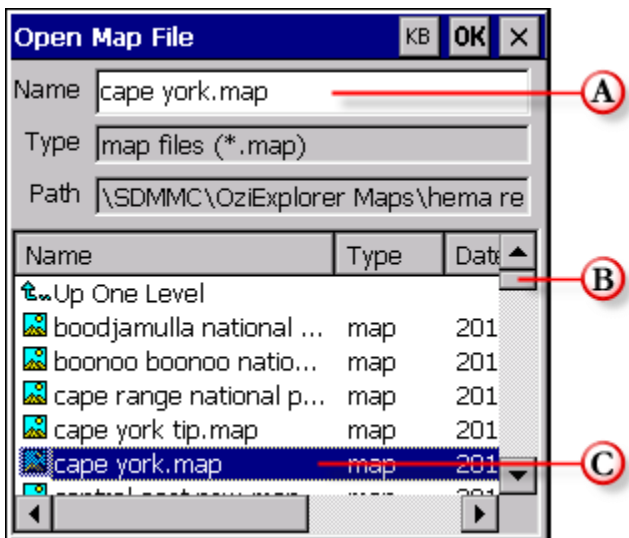 Open Map File KB OK ×
Name cape york.map A
Type map files (*.map)
Path \SDMMC\OziExplorer Maps\hema re
Name Type Date
Up One Level B
boodjamulla national ... map 201
boonoo boonoo natio... map 201
cape range national p... map 201
cape york tip.map map 201
cape york.map map 201 C